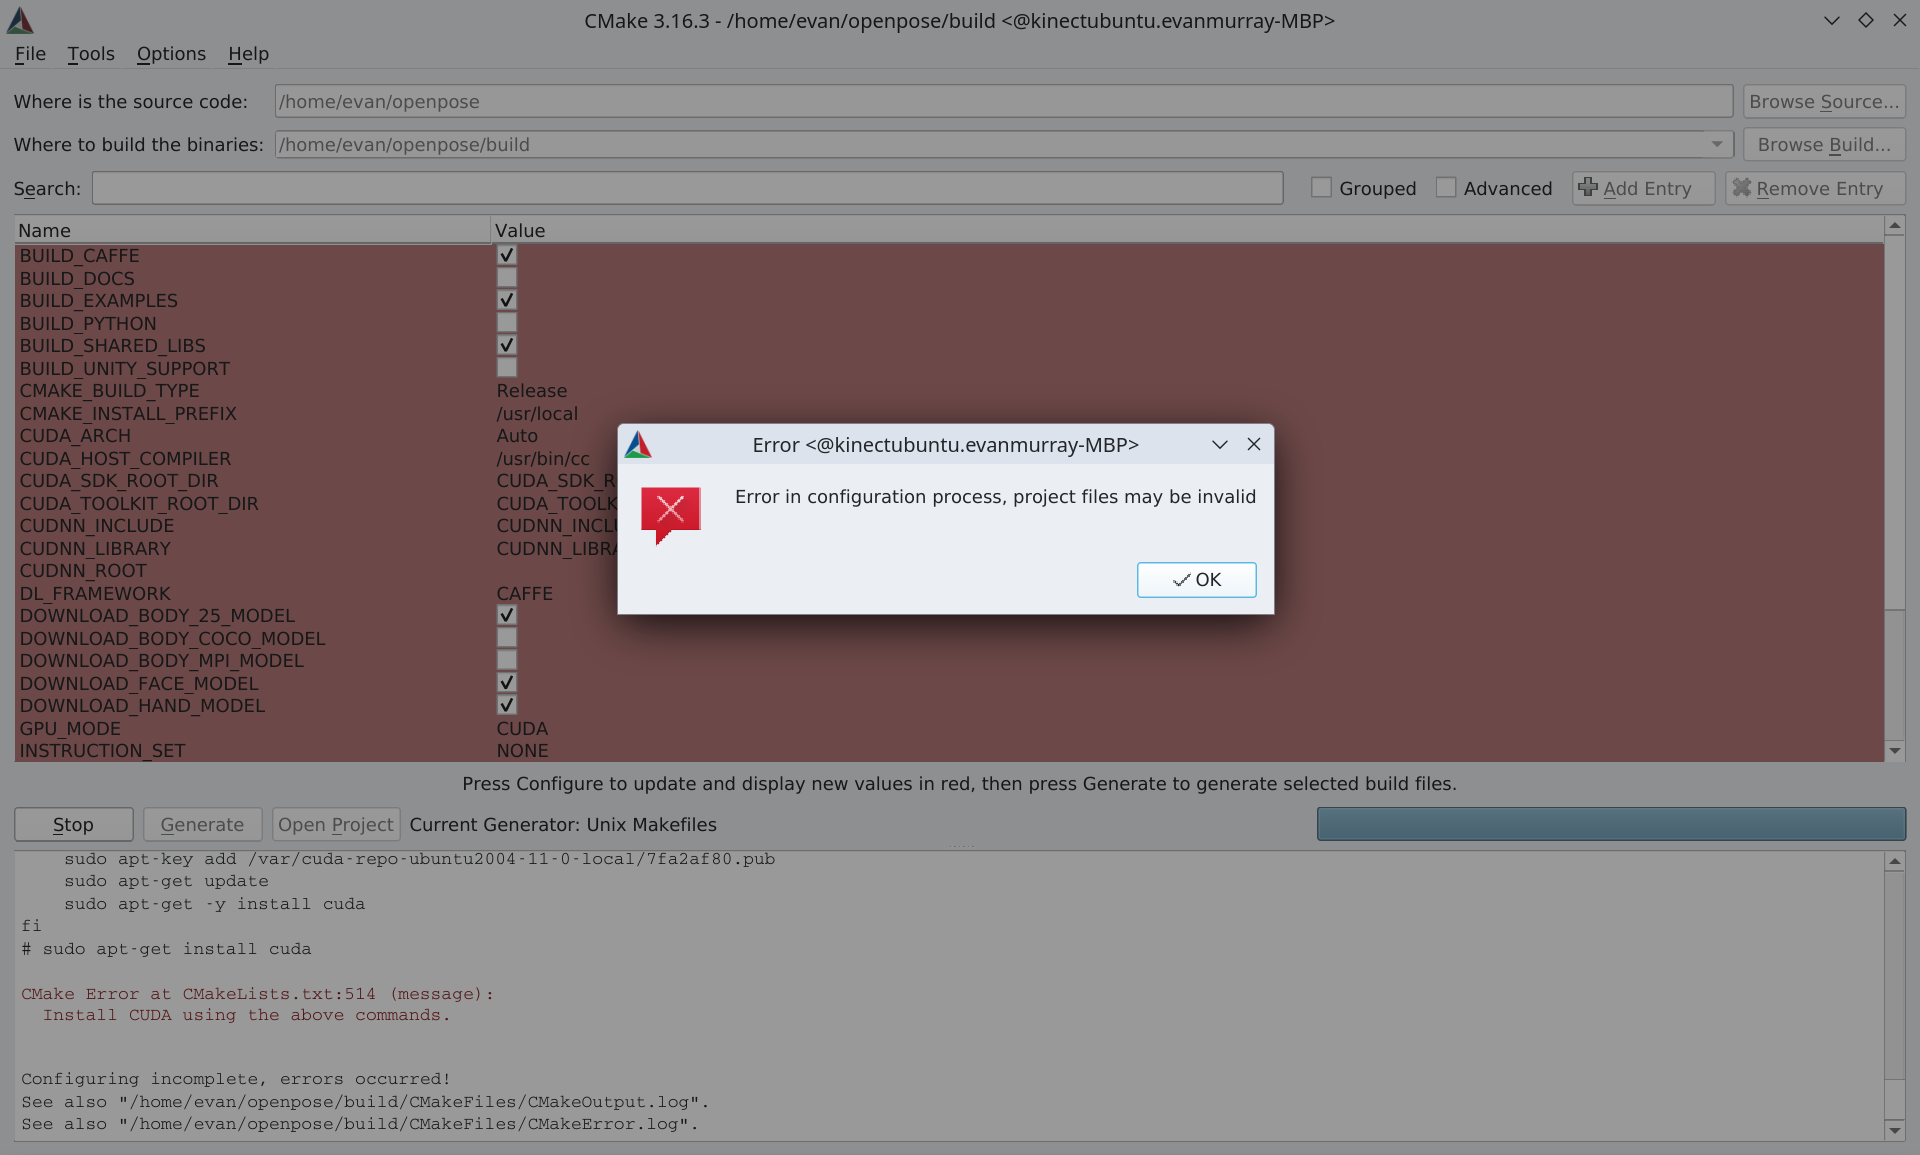 CMake 3.16.3 - /home/evan/openpose/build <@kinectubuntu.evanmurray-MBP>
File Tools Options Help
Where is the source code: /home/evan/openpose Browse Source...
Where to build the binaries: /home/evan/openpose/build Browse Build...
Search: Grouped Advanced Add Entry Remove Entry
Name Value
BUILD_CAFFE
BUILD_DOCS
BUILD_EXAMPLES
BUILD_PYTHON
BUILD_SHARED_LIBS
BUILD_UNITY_SUPPORT
CMAKE_BUILD_TYPE Release
CMAKE_INSTALL_PREFIX /usr/local
CUDA_ARCH Auto
CUDA_HOST_COMPILER /usr/bin/cc
CUDA_SDK_ROOT_DIR CUDA_SDK_R
CUDA_TOOLKIT_ROOT_DIR CUDA_TOOLK
CUDNN_INCLUDE CUDNN_INCLU
CUDNN_LIBRARY CUDNN_LIBRA
CUDNN_ROOT
DL_FRAMEWORK CAFFE
DOWNLOAD_BODY_25_MODEL
DOWNLOAD_BODY_COCO_MODEL
DOWNLOAD_BODY_MPI_MODEL
DOWNLOAD_FACE_MODEL
DOWNLOAD_HAND_MODEL
GPU_MODE CUDA
INSTRUCTION_SET NONE
Error <@kinectubuntu.evanmurray-MBP>
Error in configuration process, project files may be invalid
OK
Press Configure to update and display new values in red, then press Generate to generate selected build files.
Stop Generate Open Project Current Generator: Unix Makefiles
sudo apt-key add /var/cuda-repo-ubuntu2004-11-0-local/7fa2af80.pub
sudo apt-get update
sudo apt-get -y install cuda
fi
# sudo apt-get install cuda
CMake Error at CMakeLists.txt:514 (message):
Install CUDA using the above commands.
Configuring incomplete, errors occurred!
See also "/home/evan/openpose/build/CMakeFiles/CMakeOutput.log".
See also "/home/evan/openpose/build/CMakeFiles/CMakeError.log".